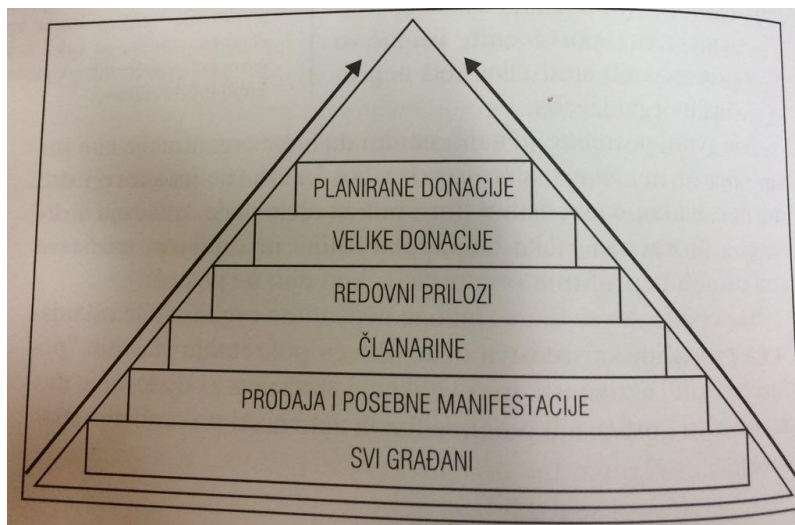 PLANIRANE DONACIJE
VELIKE DONACIJE
REDOVNI PRILOZI
ČLANARINE
PRODAJA I POSEBNE MANIFESTACIJE
SVI GRAĐANI